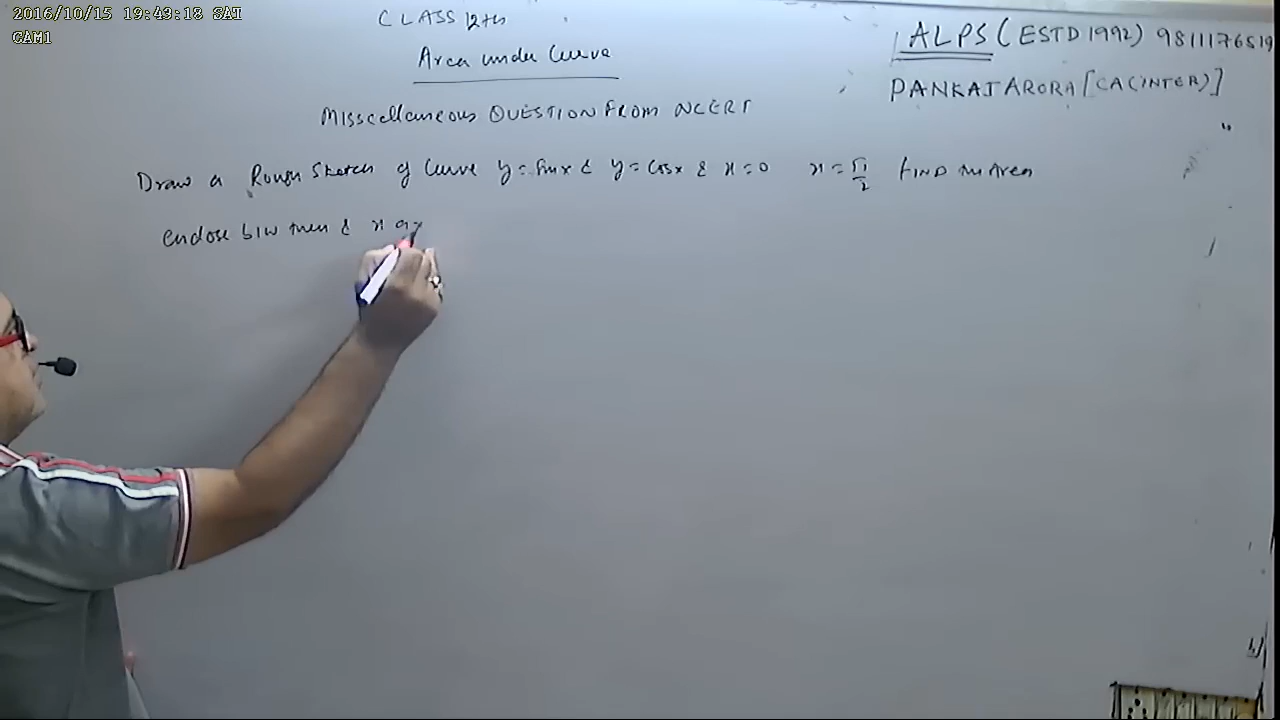 2016/10/15 19:49:18 SAT
CAM1
CLASS 12th
Area under Curve
ALPS (ESTD 1992) 9811176519
PANKAJ ARORA [CA(INTER)]
MISScellaneous QUESTION FROM NCERT
Draw a Rough Sketch of Curve y = Sinx & y = Cosx & x = 0 x = π/2 FIND the Area
enclose b/w them & x ax